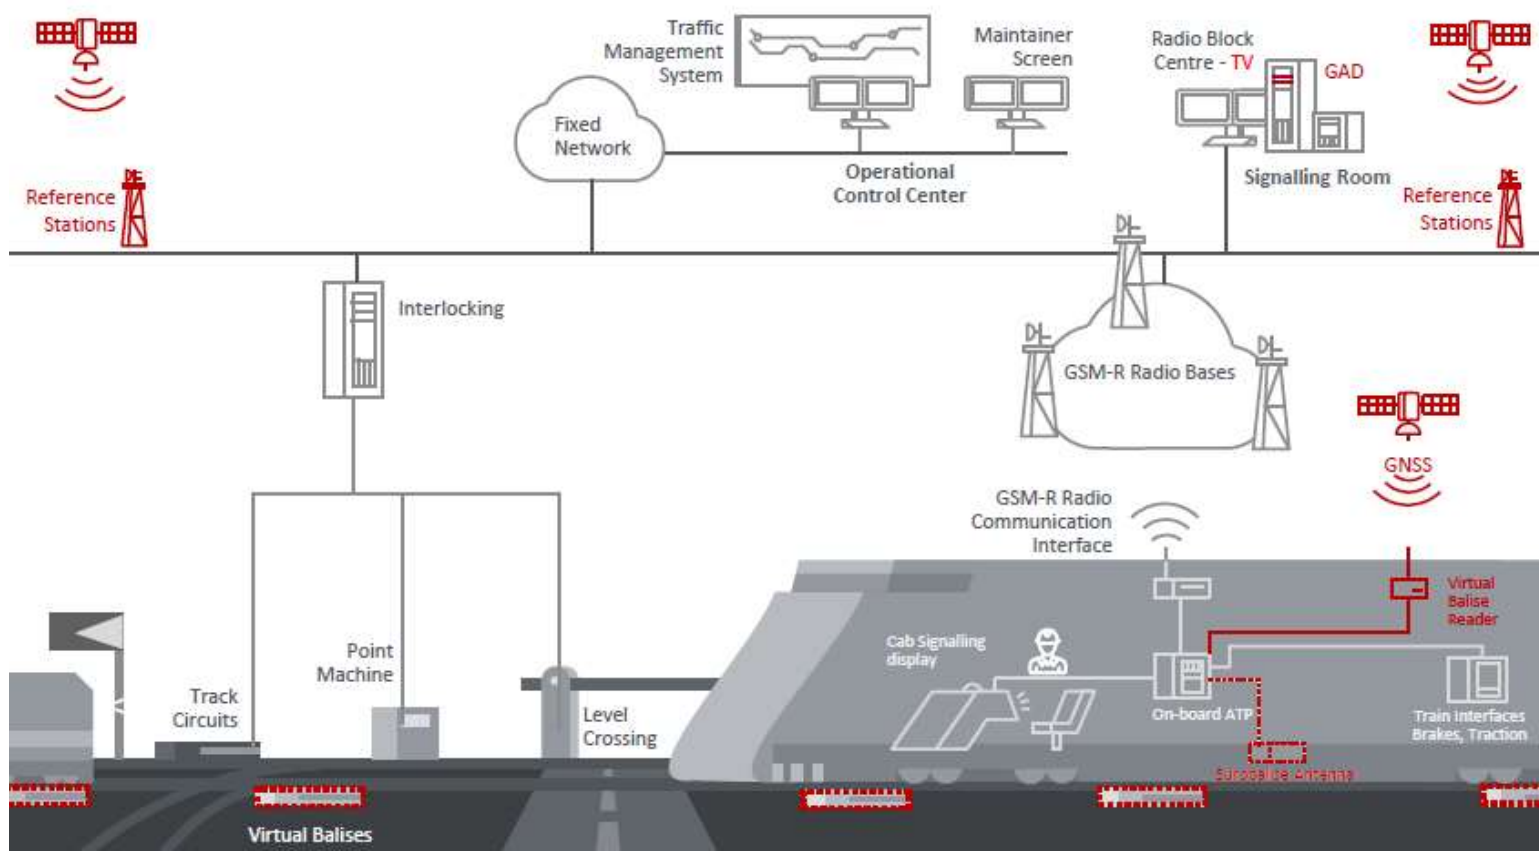 Traffic
Management
System
Maintainer
Screen
Radio Block
Centre - TV
GAD
Fixed
Network
Operational
Control Center
Signalling Room
Reference
Stations
Reference
Stations
Interlocking
GSM-R Radio Bases
GNSS
GSM-R Radio
Communication
Interface
Virtual
Balise
Reader
Cab Signalling
display
Point
Machine
Track
Circuits
Level
Crossing
On-board ATP
Train Interfaces
Brakes, Traction
Eurobalise Antenna
Virtual Balises